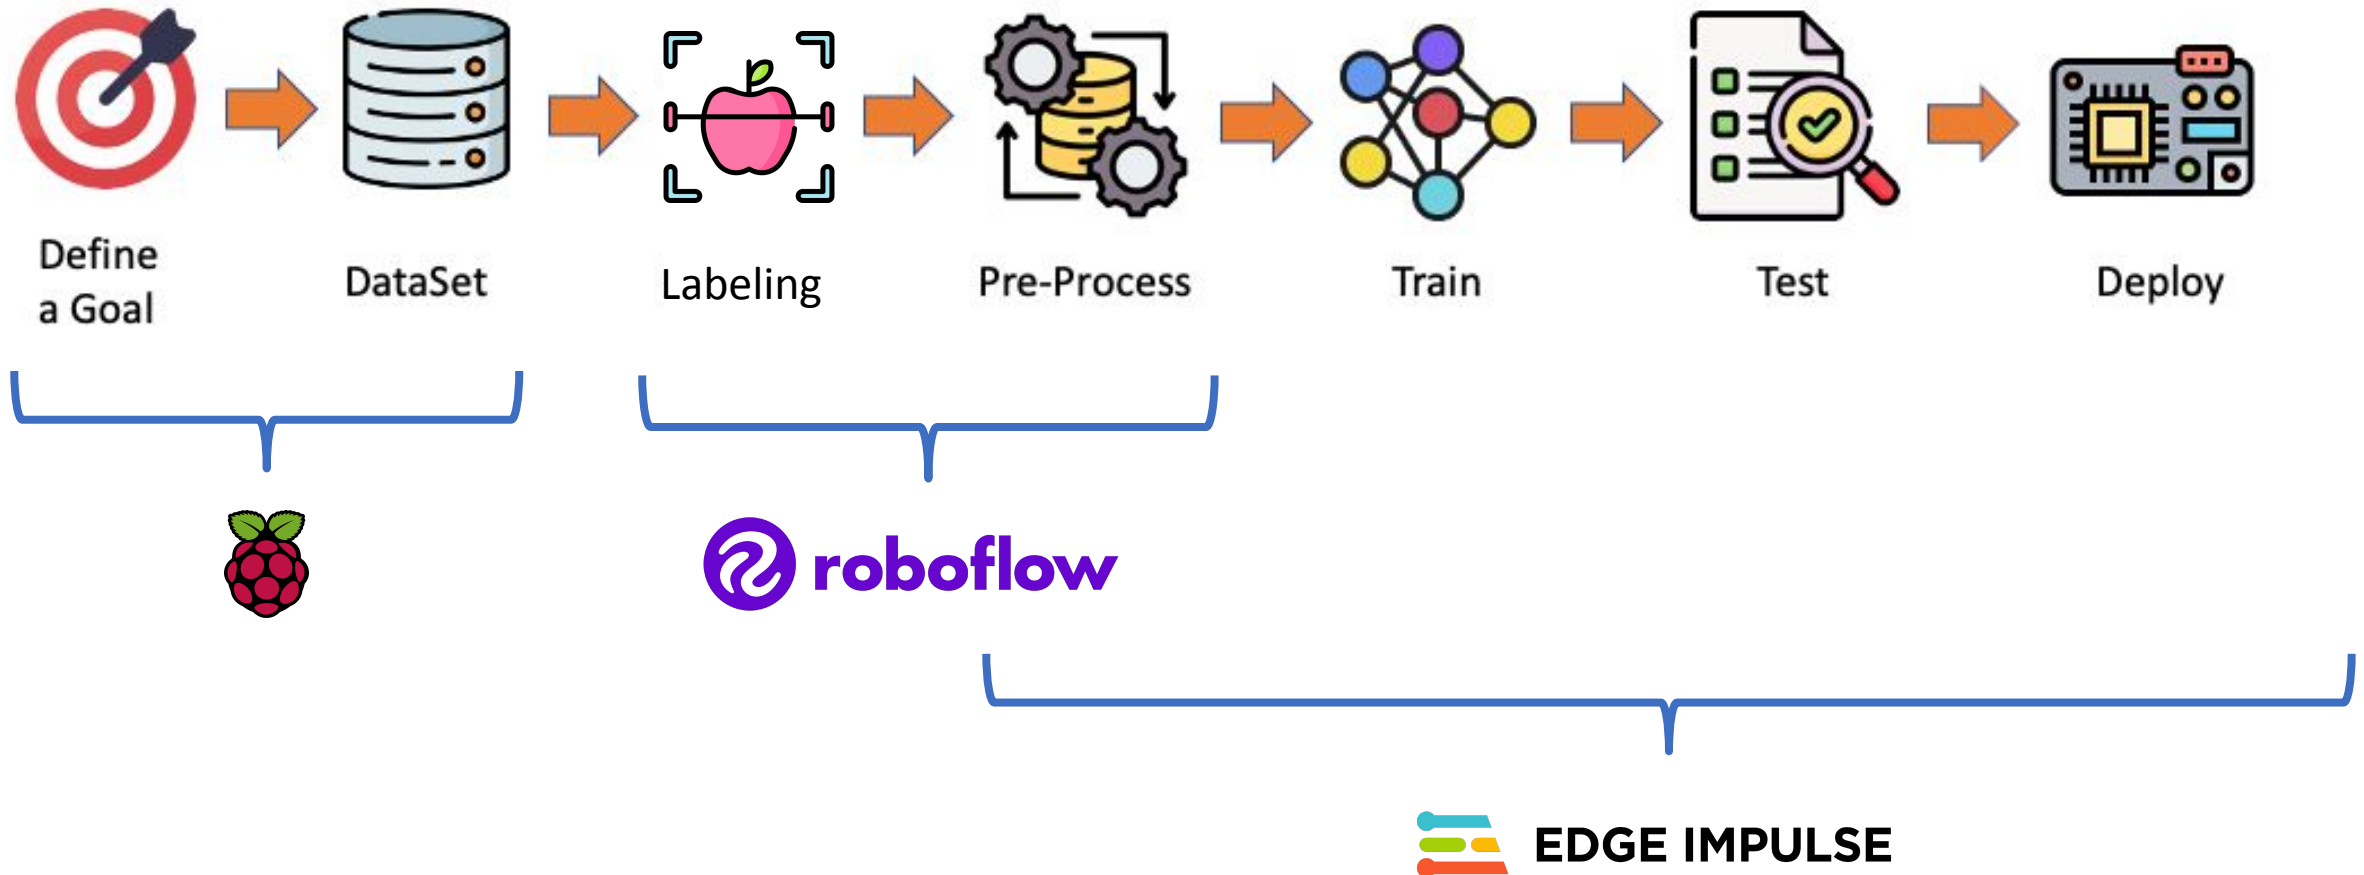 Define
a Goal
DataSet
Labeling
Pre-Process
Train
Test
Deploy
roboflow
EDGE IMPULSE